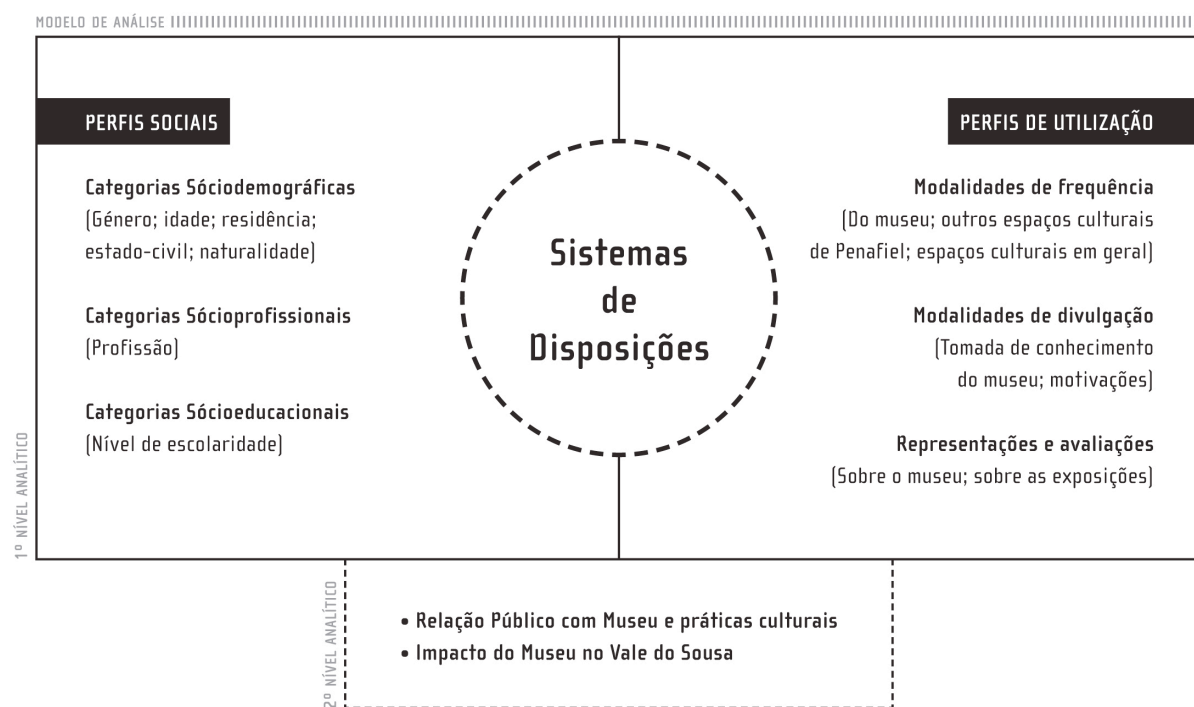 MODELO DE ANÁLISE
PERFIS SOCIAIS
Categorias Sóciodemográficas
(Género; idade; residência;
estado-civil; naturalidade)
Categorias Sócioprofissionais
(Profissão)
Categorias Sócioeducacionais
(Nível de escolaridade)
Sistemas
de
Disposições
PERFIS DE UTILIZAÇÃO
Modalidades de frequência
(Do museu; outros espaços culturais
de Penafiel; espaços culturais em geral)
Modalidades de divulgação
(Tomada de conhecimento
do museu; motivações)
Representações e avaliações
(Sobre o museu; sobre as exposições)
1º NÍVEL ANALÍTICO
2º NÍVEL ANALÍTICO
• Relação Público com Museu e práticas culturais
• Impacto do Museu no Vale do Sousa